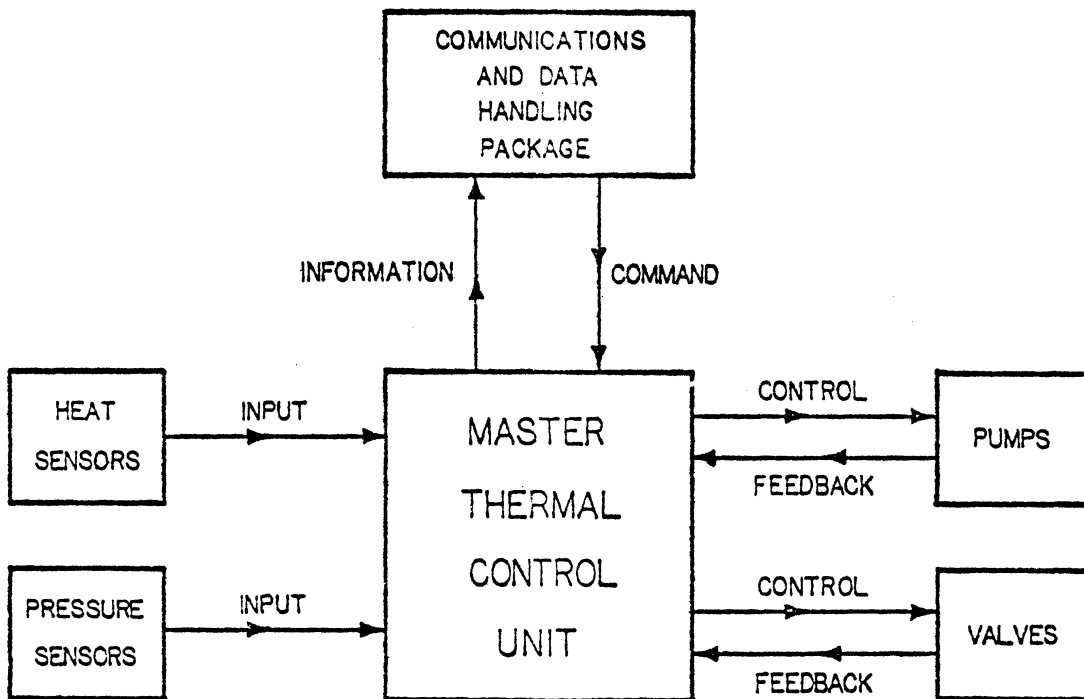 COMMUNICATIONS
AND DATA
HANDLING
PACKAGE
INFORMATION
COMMAND
HEAT
SENSORS
INPUT
MASTER
THERMAL
CONTROL
UNIT
CONTROL
FEEDBACK
PUMPS
PRESSURE
SENSORS
INPUT
CONTROL
FEEDBACK
VALVES